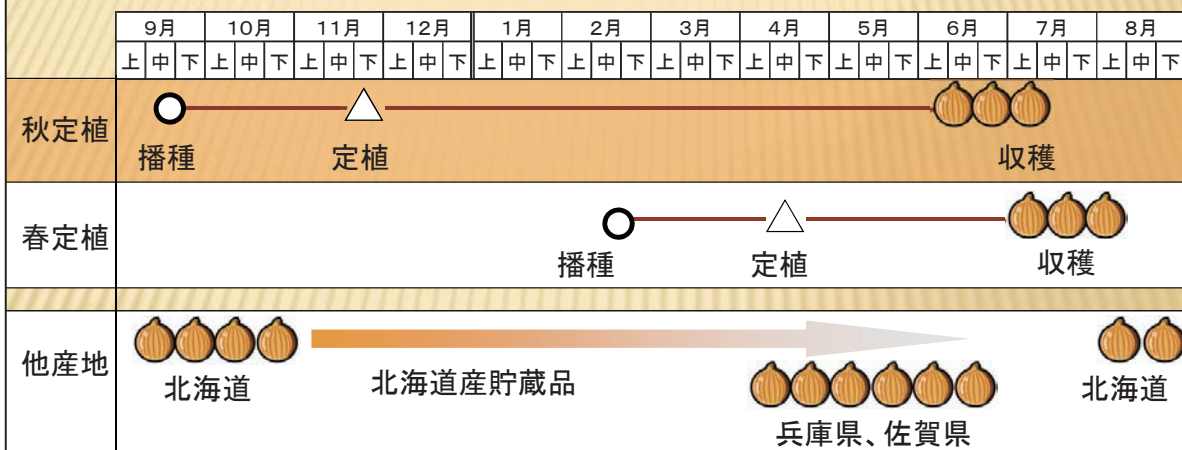 9月 10月 11月 12月 1月 2月 3月 4月 5月 6月 7月 8月
上 中 下 上 中 下 上 中 下 上 中 下 上 中 下 上 中 下 上 中 下 上 中 下 上 中 下 上 中 下 上 中 下 上 中 下
秋定植
播種 定植 収穫
春定植
播種 定植 収穫
他産地
北海道 北海道産貯蔵品 北海道
兵庫県、佐賀県